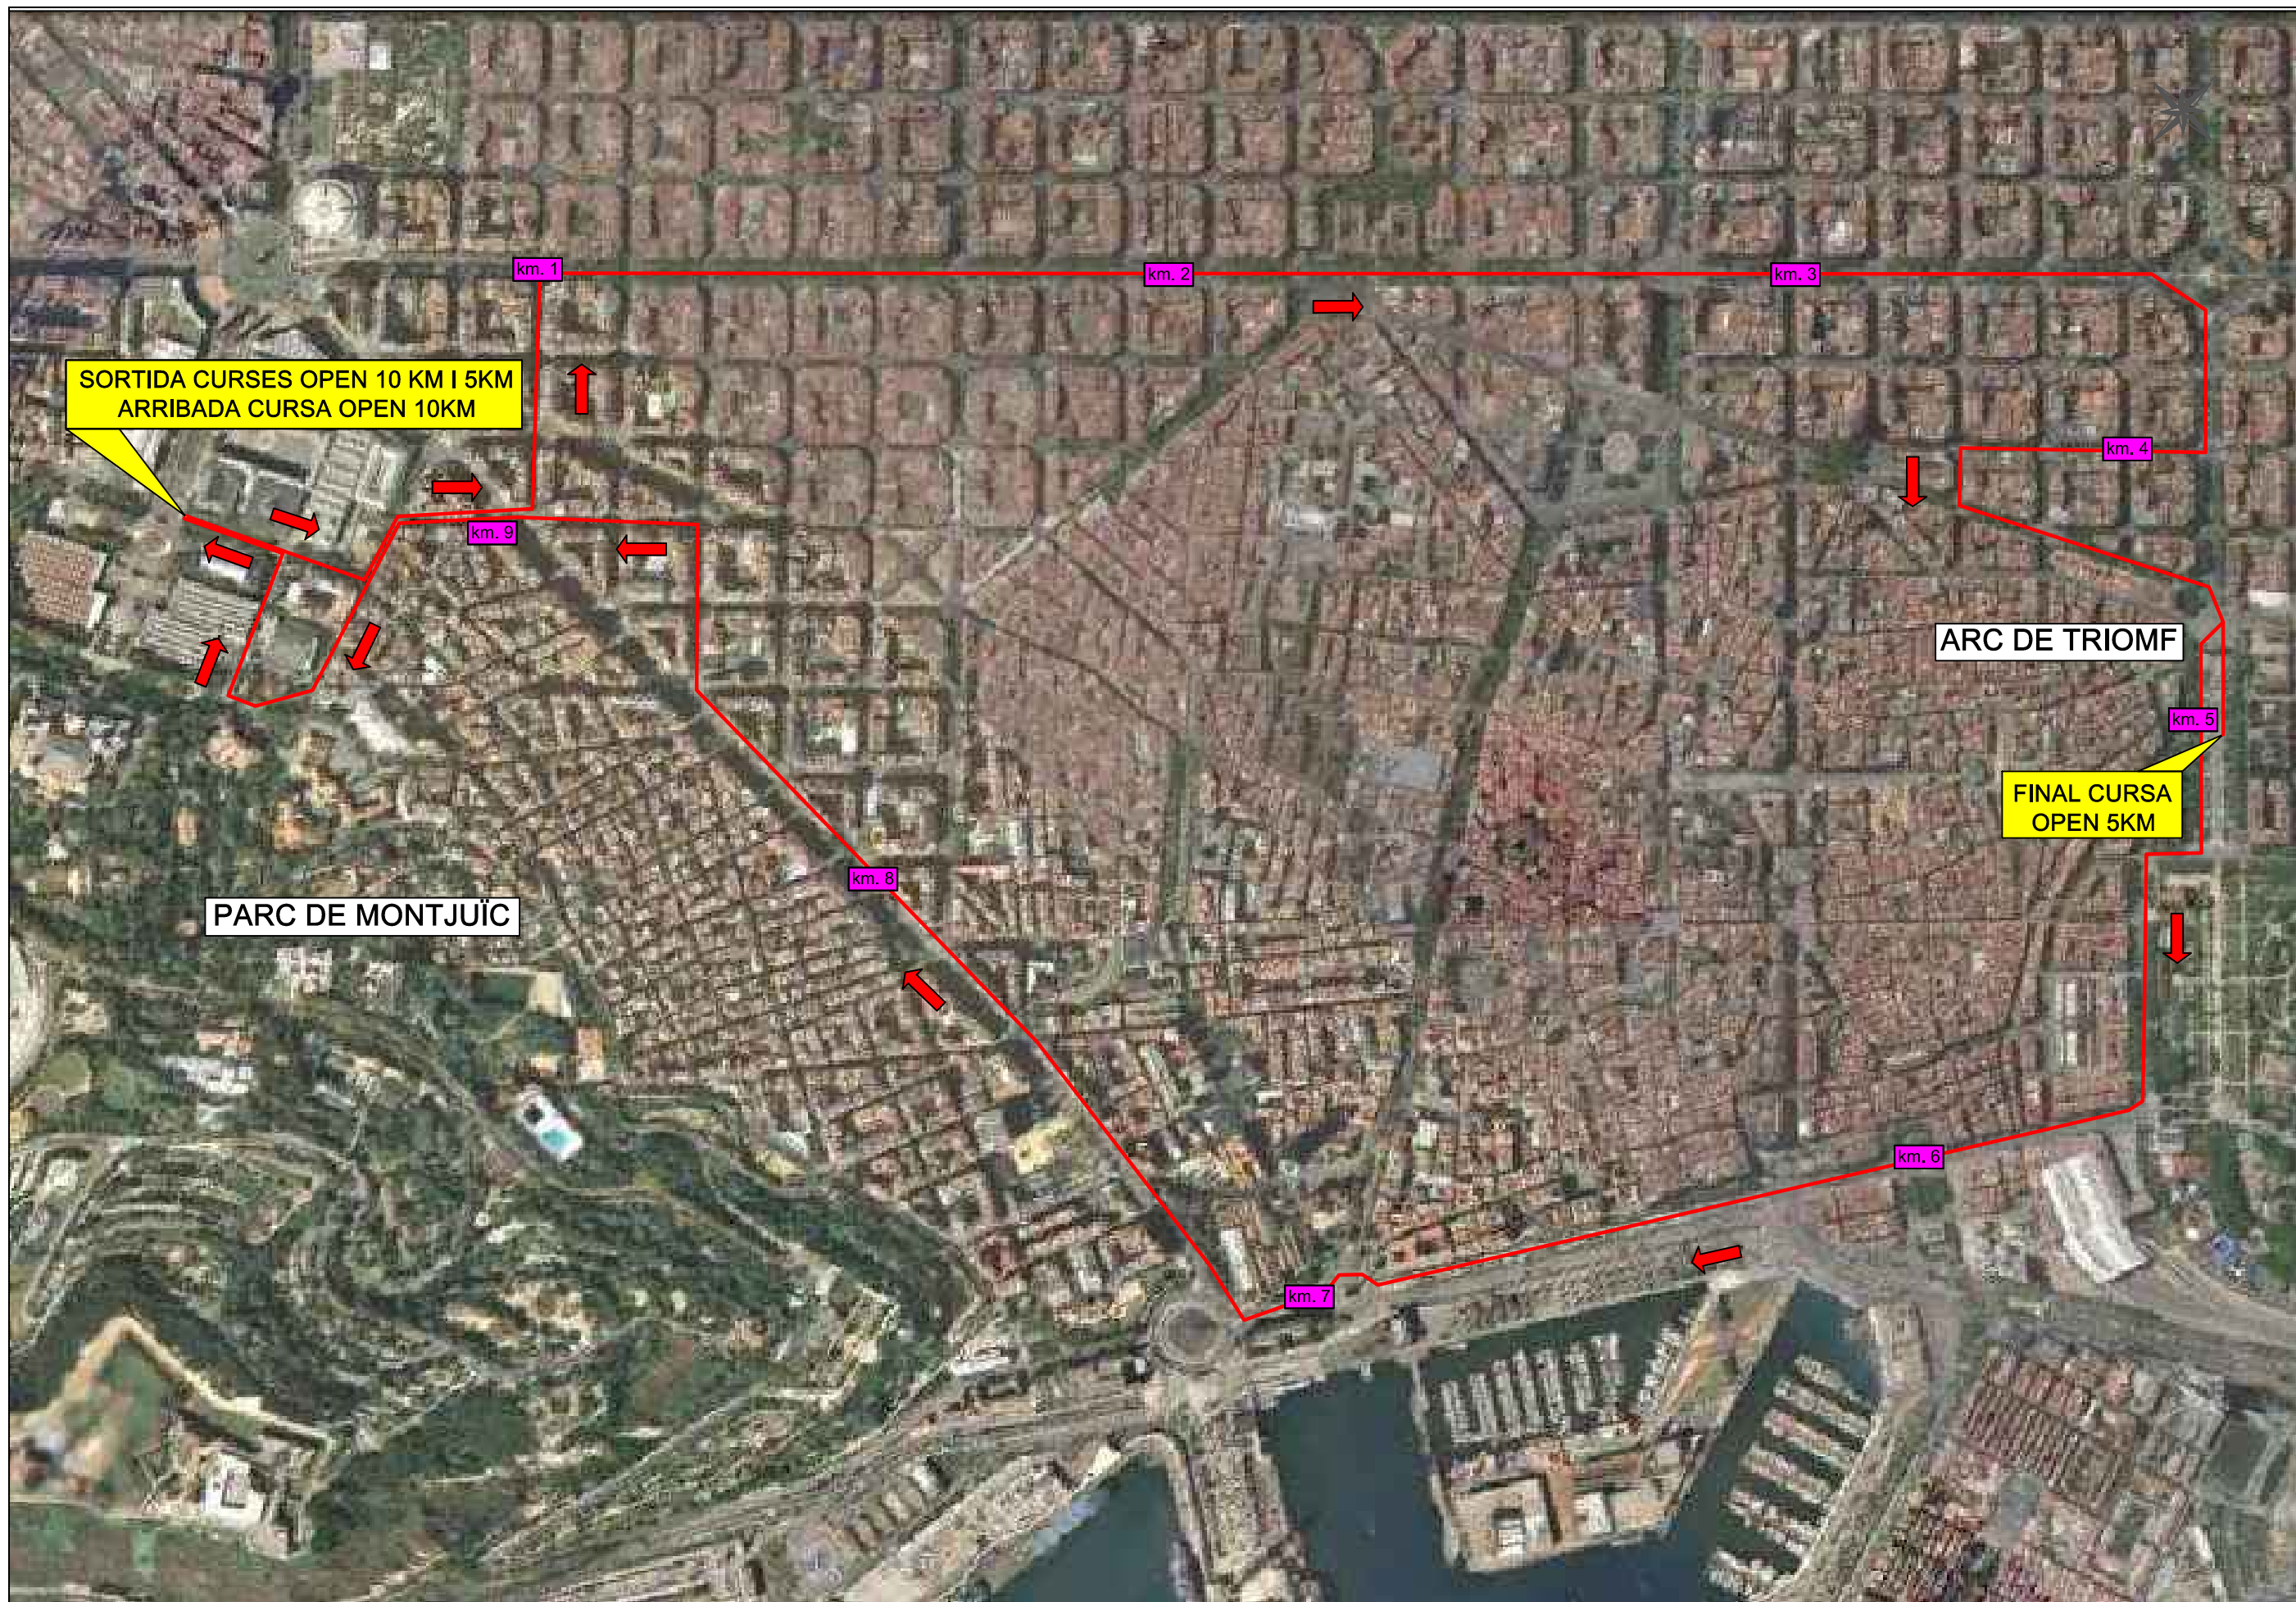 km. 1
km. 2
km. 3
SORTIDA CURSES OPEN 10 KM I 5KM
ARRIBADA CURSA OPEN 10KM
km. 4
km. 9
ARC DE TRIOMF
km. 5
FINAL CURSA
OPEN 5KM
km. 8
PARC DE MONTJUÏC
km. 6
km. 7